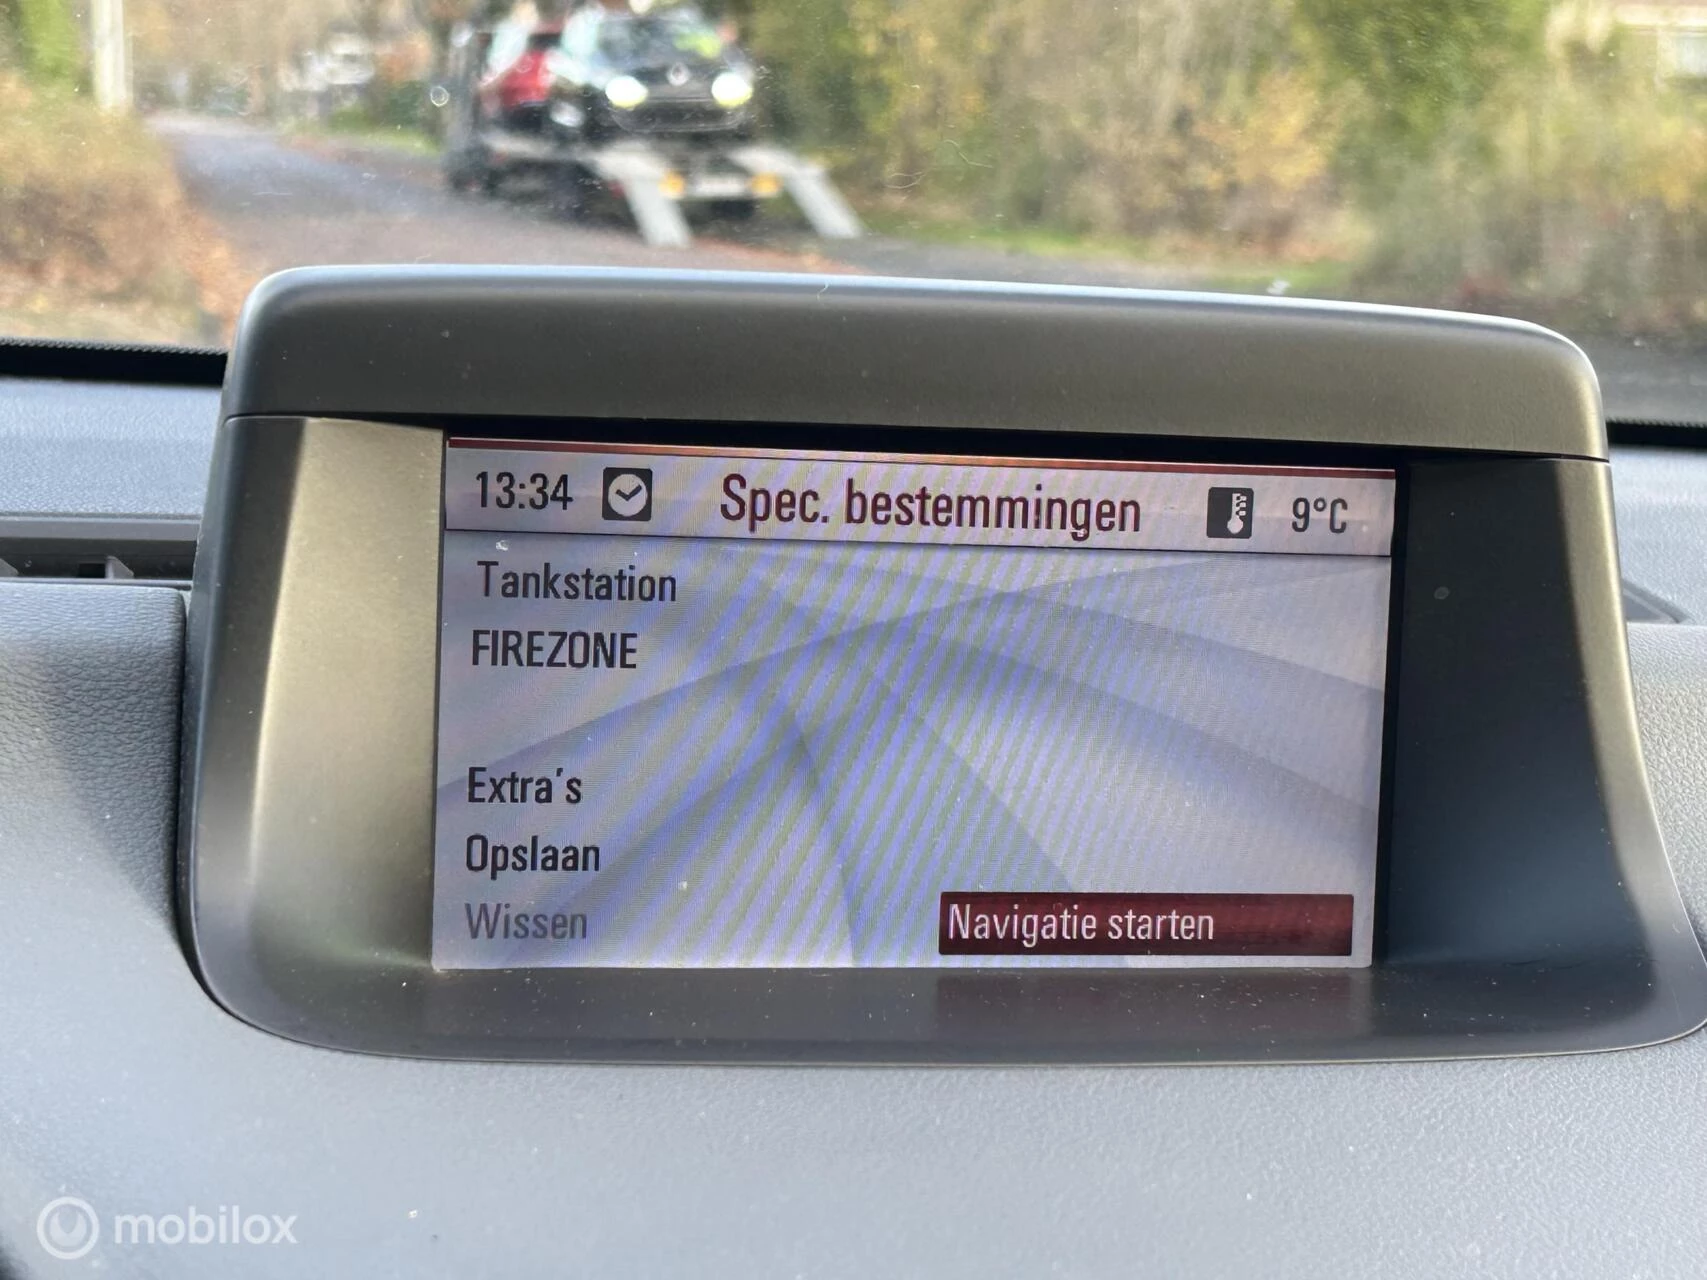 13:34 Spec. bestemmingen 9°C
Tankstation
FIREZONE
Extra's
Opslaan
Wissen Navigatie starten
mobilox